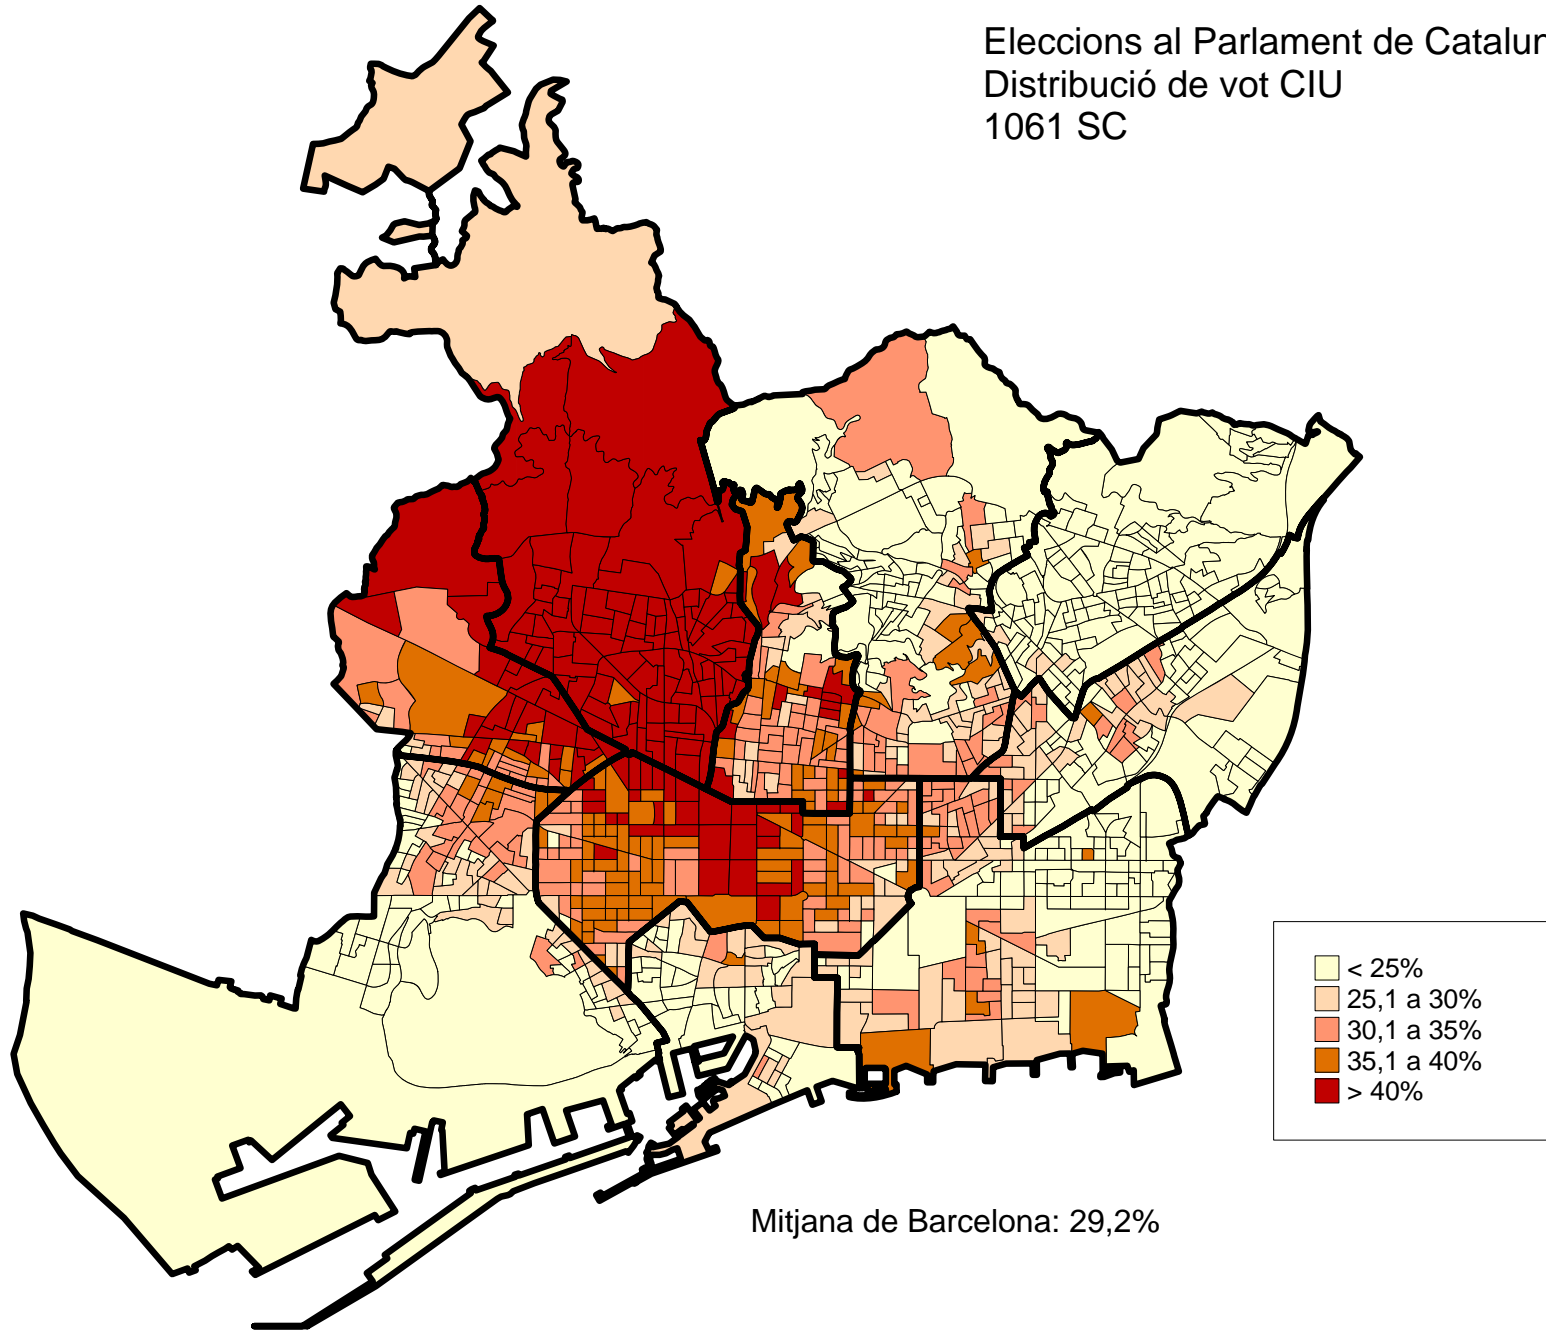 Eleccions al Parlament de Catalun
Distribució de vot CIU
1061 SC
< 25%
25,1 a 30%
30,1 a 35%
35,1 a 40%
> 40%
Mitjana de Barcelona: 29,2%